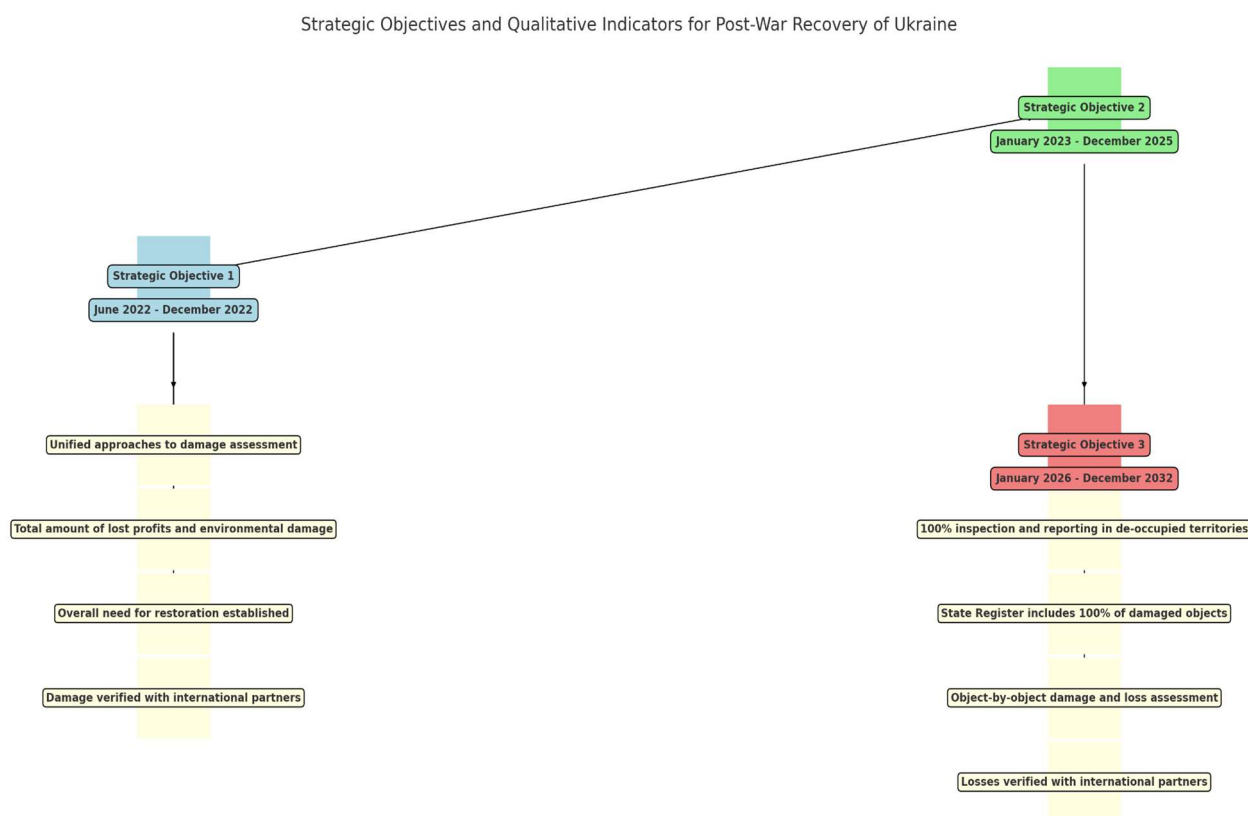 Strategic Objectives and Qualitative Indicators for Post-War Recovery of Ukraine
Strategic Objective 2
January 2023 - December 2025
Strategic Objective 1
June 2022 - December 2022
Unified approaches to damage assessment
Total amount of lost profits and environmental damage
Overall need for restoration established
Damage verified with international partners
Strategic Objective 3
January 2026 - December 2032
100% inspection and reporting in de-occupied territories
State Register includes 100% of damaged objects
Object-by-object damage and loss assessment
Losses verified with international partners